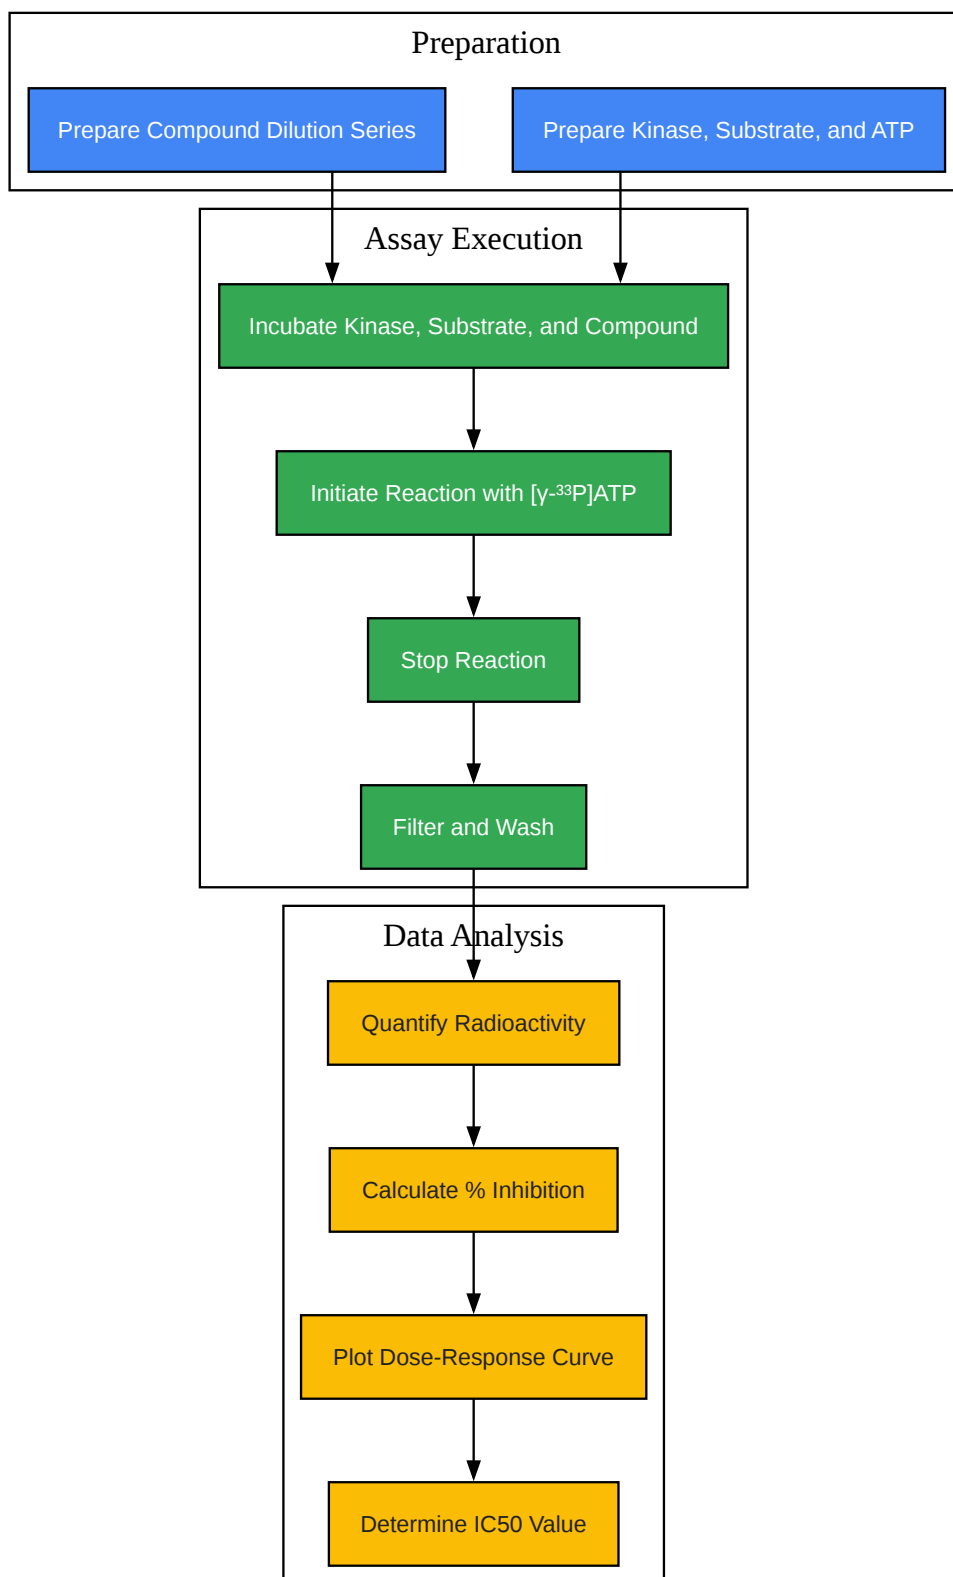 Preparation
Prepare Compound Dilution Series
Prepare Kinase, Substrate, and ATP
Assay Execution
Incubate Kinase, Substrate, and Compound
Initiate Reaction with [γ-³³P]ATP
Stop Reaction
Filter and Wash
Data Analysis
Quantify Radioactivity
Calculate % Inhibition
Plot Dose-Response Curve
Determine IC50 Value